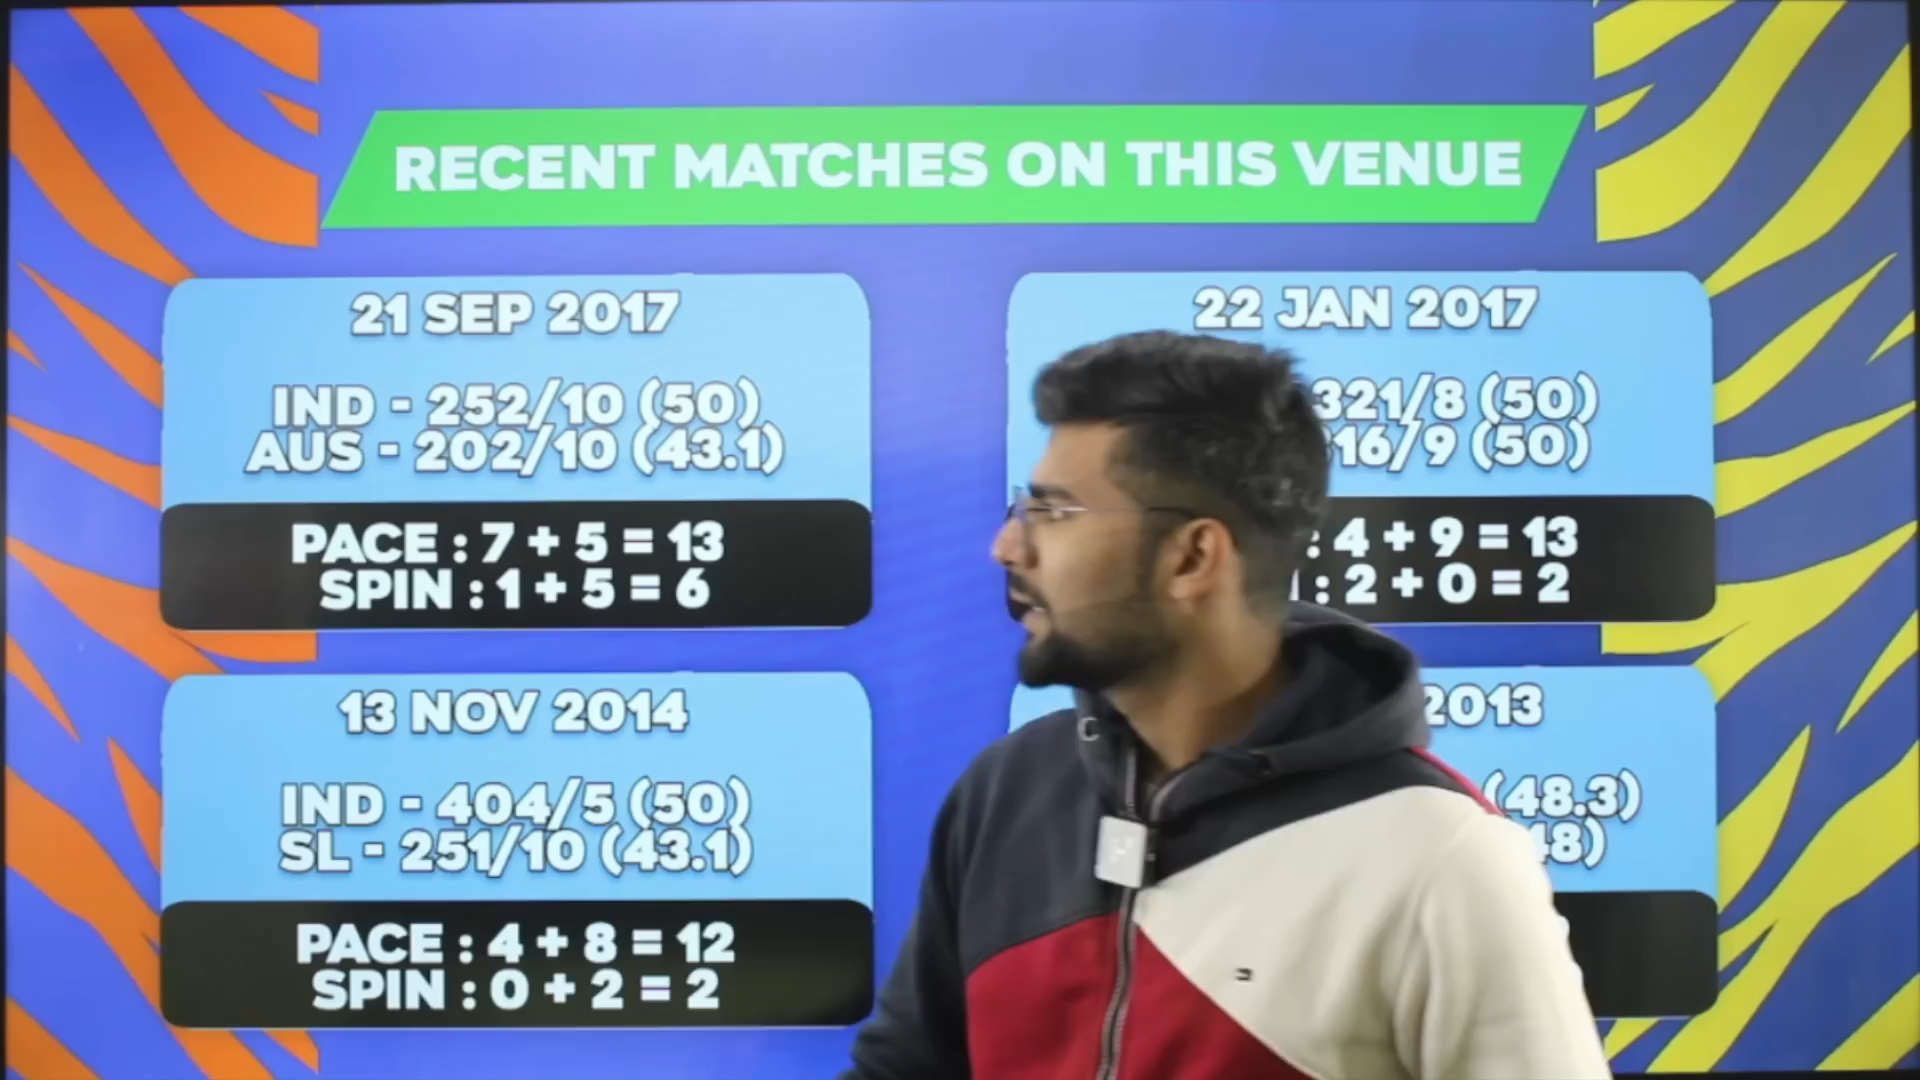 RECENT MATCHES ON THIS VENUE
21 SEP 2017
IND - 252/10 (50)
AUS - 202/10 (43.1)
PACE : 7 + 5 = 13
SPIN : 1 + 5 = 6
22 JAN 2017
321/8 (50)
16/9 (50)
: 4 + 9 = 13
: 2 + 0 = 2
13 NOV 2014
IND - 404/5 (50)
SL - 251/10 (43.1)
PACE : 4 + 8 = 12
SPIN : 0 + 2 = 2
2013
(48.3)
48)